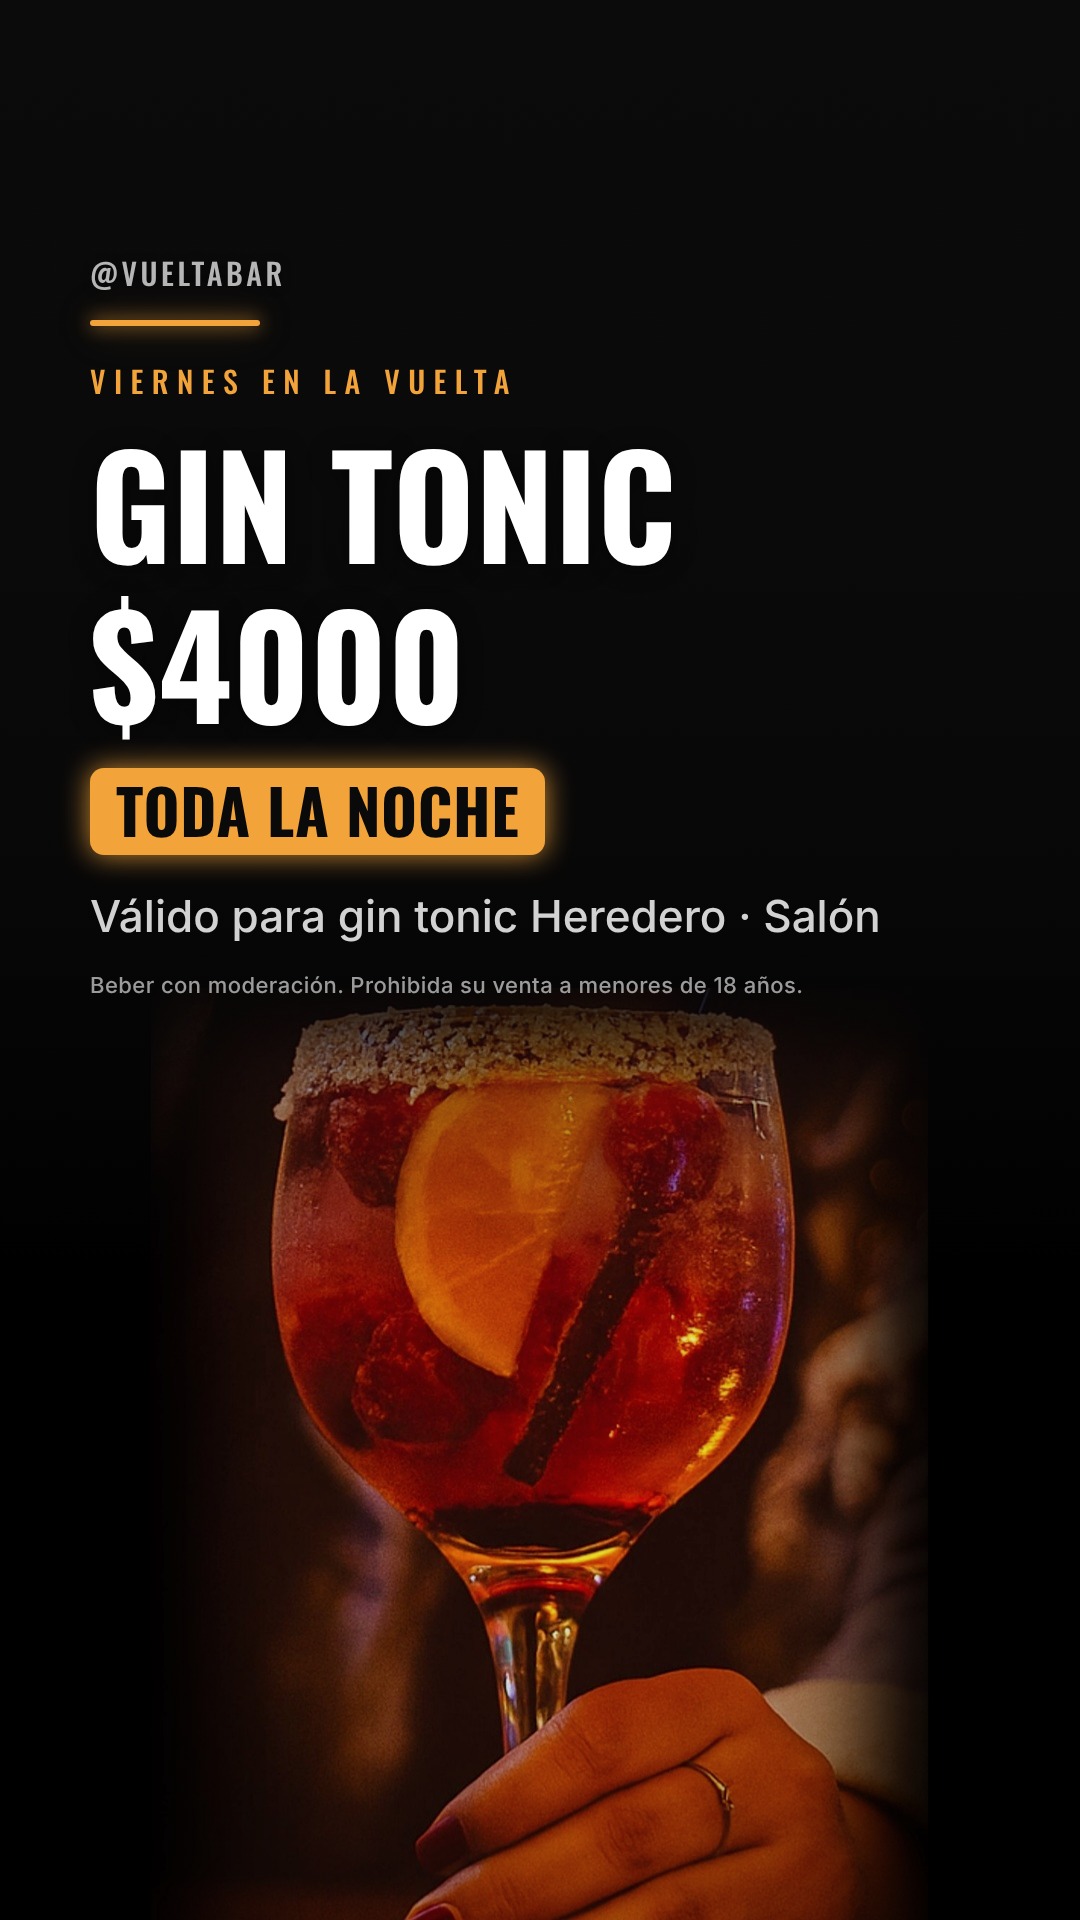 @VUELTABAR
VIERNES EN LA VUELTA
GIN TONIC
$4000
TODA LA NOCHE
Válido para gin tonic Heredero · Salón
Beber con moderación. Prohibida su venta a menores de 18 años.